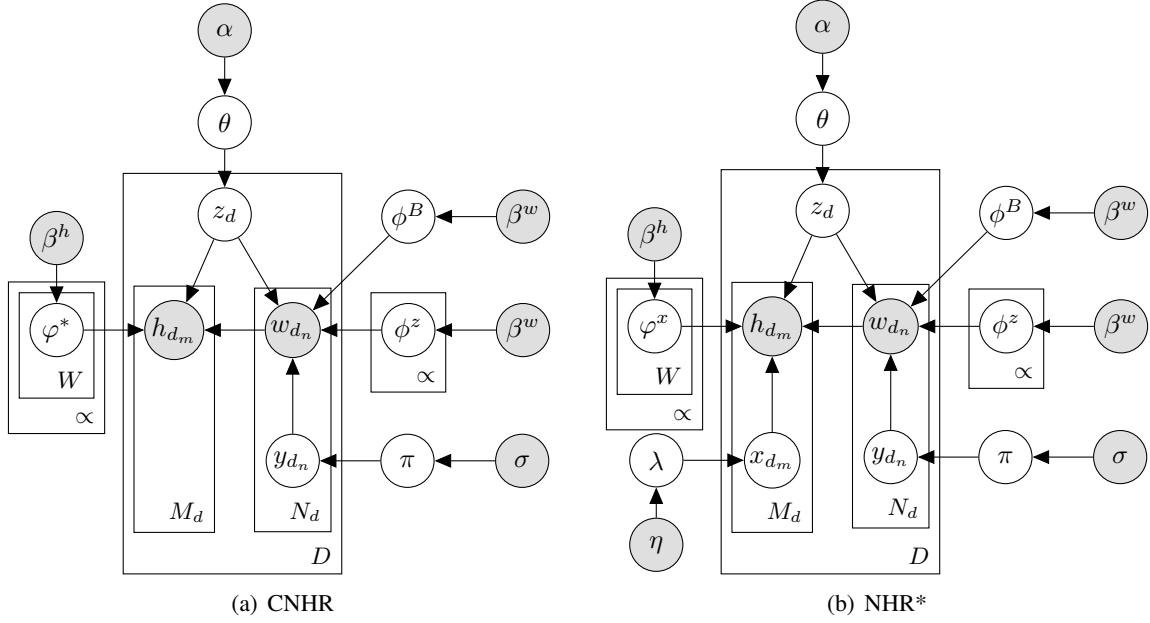 α
θ
z_d
ϕ^B
β^w
β^h
φ^*
h_{d_m}
w_{d_n}
ϕ^z
β^w
W
∝
∝
y_{d_n}
π
σ
M_d
N_d
D
(a) CNHR
α
θ
z_d
ϕ^B
β^w
β^h
φ^x
h_{d_m}
w_{d_n}
ϕ^z
β^w
W
∝
∝
λ
x_{d_m}
y_{d_n}
π
σ
M_d
N_d
η
D
(b) NHR*